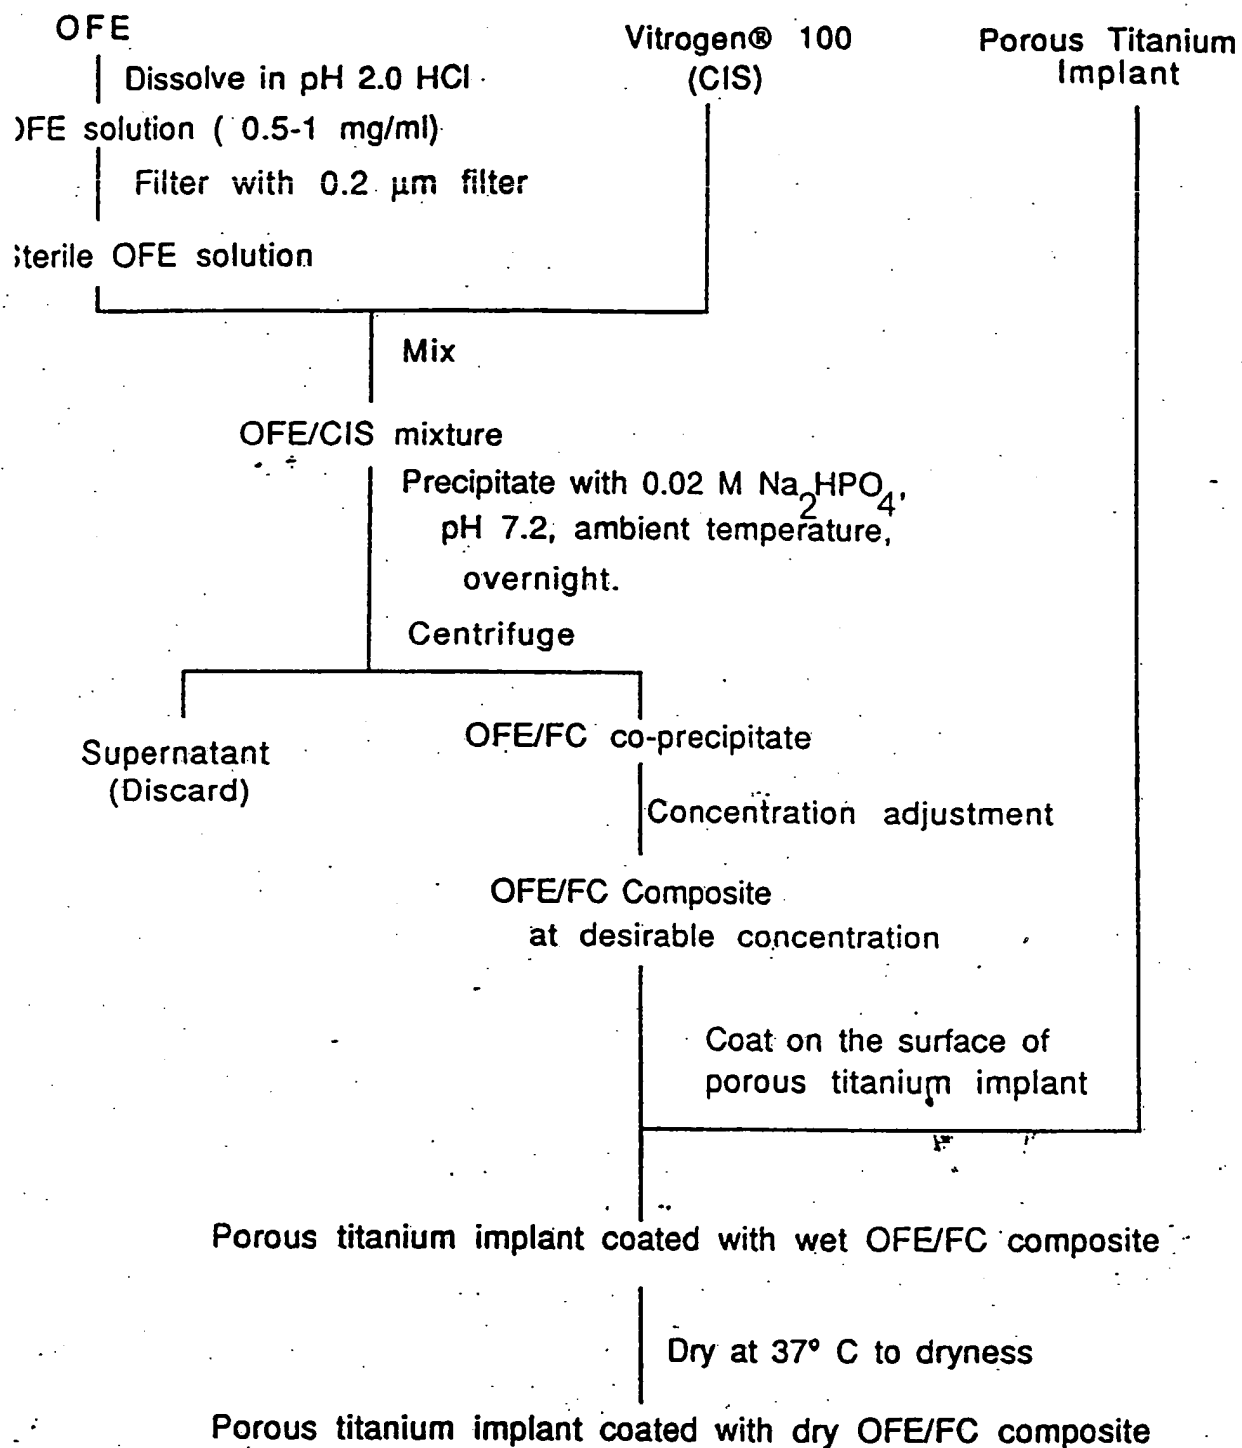 OFE
Vitrogen® 100
(CIS)
Porous Titanium
Implant
Dissolve in pH 2.0 HCl
OFE solution ( 0.5-1 mg/ml)
Filter with 0.2 µm filter
Sterile OFE solution
Mix
OFE/CIS mixture
Precipitate with 0.02 M Na2HPO4,
pH 7.2, ambient temperature,
overnight.
Centrifuge
Supernatant
(Discard)
OFE/FC co-precipitate
Concentration adjustment
OFE/FC Composite
at desirable concentration
Coat on the surface of
porous titanium implant
Porous titanium implant coated with wet OFE/FC composite
Dry at 37° C to dryness
Porous titanium implant coated with dry OFE/FC composite